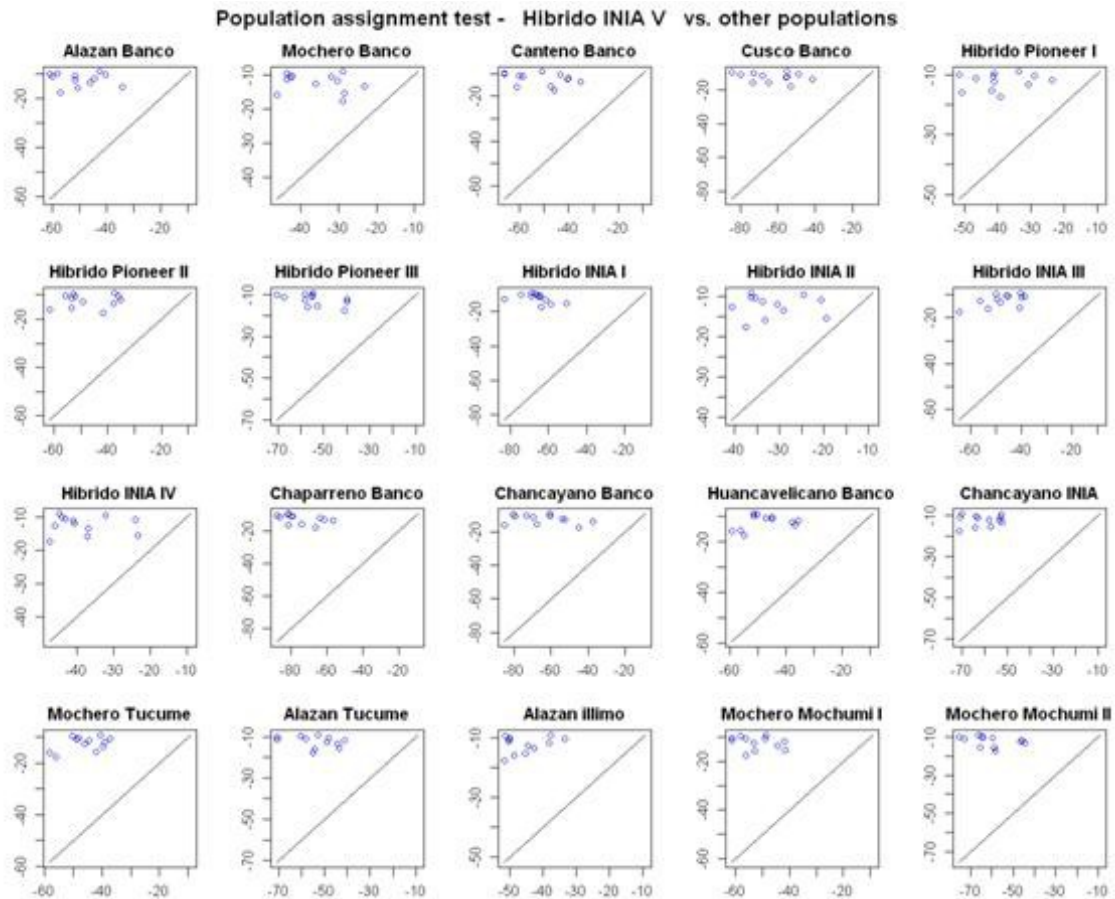 Population assignment test - Hibrido INIA V vs. other populations
Alazan Banco
-20
-40
-60
-60 -40 -20
Mochero Banco
-10
-20
-30
-40
-40 -30 -20 -10
Canteno Banco
-20
-40
-60
-60 -40 -20
Cusco Banco
-20
-40
-60
-80
-80 -60 -40 -20
Hibrido Pioneer I
-10
-30
-50
-50 -40 -30 -20 -10
Hibrido Pioneer II
-20
-40
-60
-60 -40 -20
Hibrido Pioneer III
-10
-30
-50
-70
-70 -50 -30 -10
Hibrido INIA I
-20
-40
-60
-80
-80 -60 -40 -20
Hibrido INIA II
-10
-20
-30
-40
-40 -30 -20 -10
Hibrido INIA III
-20
-40
-60
-60 -40 -20
Hibrido INIA IV
-10
-20
-30
-40
-40 -30 -20 -10
Chaparreno Banco
-20
-40
-60
-80
-80 -60 -40 -20
Chancayano Banco
-20
-40
-60
-80
-80 -60 -40 -20
Huancavelicano Banco
-20
-40
-60
-60 -40 -20
Chancayano INIA
-10
-30
-50
-70
-70 -50 -30 -10
Mochero Tucume
-20
-40
-60
-60 -40 -20
Alazan Tucume
-10
-30
-50
-70
-70 -50 -30 -10
Alazan illimo
-10
-30
-50
-50 -40 -30 -20 -10
Mochero Mochumi I
-20
-40
-60
-60 -40 -20
Mochero Mochumi II
-10
-30
-50
-70
-70 -50 -30 -10